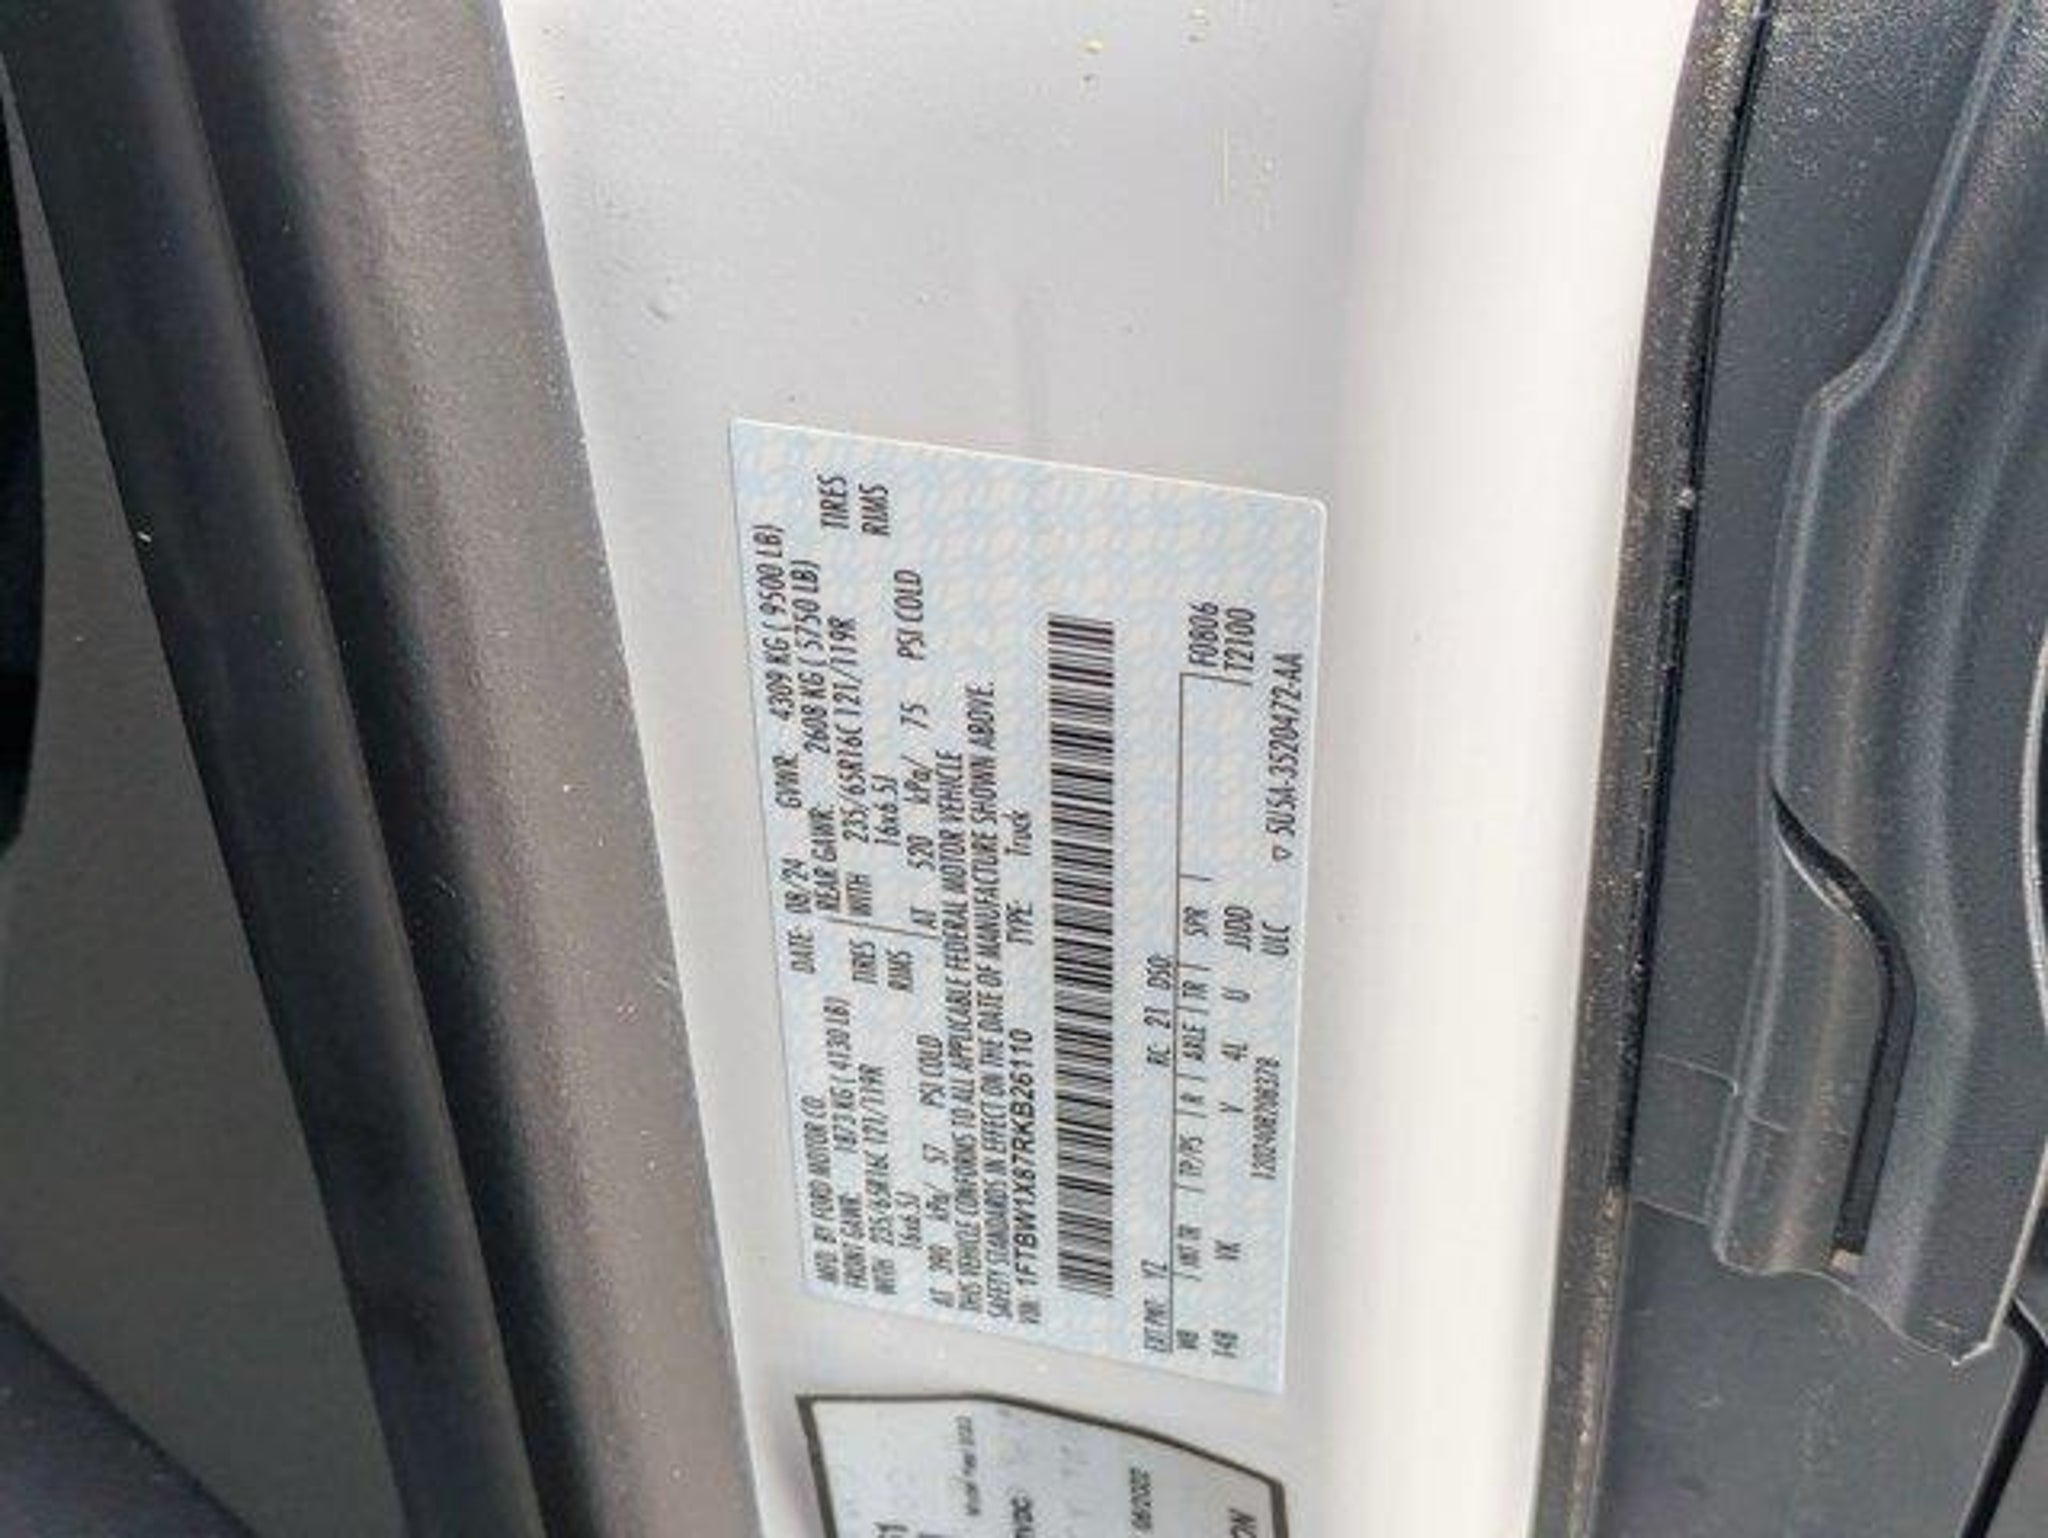 MFD. BY FORD MOTOR CO. DATE: 08/24 GVWR: 4309 KG ( 9500 LB)
FRONT GAWR: 1873 KG ( 4130 LB) REAR GAWR: 2608 KG ( 5750 LB)
WITH 235/65R16C 121/119R TIRES WITH 235/65R16C 121/119R TIRES
16x6.5J RIMS 16x6.5J RIMS
AT 390 kPa/ 57 PSI COLD AT 520 kPa/ 75 PSI COLD
THIS VEHICLE CONFORMS TO ALL APPLICABLE FEDERAL MOTOR VEHICLE
SAFETY STANDARDS IN EFFECT ON THE DATE OF MANUFACTURE SHOWN ABOVE.
VIN: 1FTBW1X87RKB26110 TYPE: Truck
EXT PNT: YZ RC: 21 DSO: F0806
WB / INT TR / TP/PS / R / AXLE / TR / SPR / T2100
148 VK V 4L U JJDD
12024082D6378 ULC ▽ 5U5A-3520472-AA
06/2020